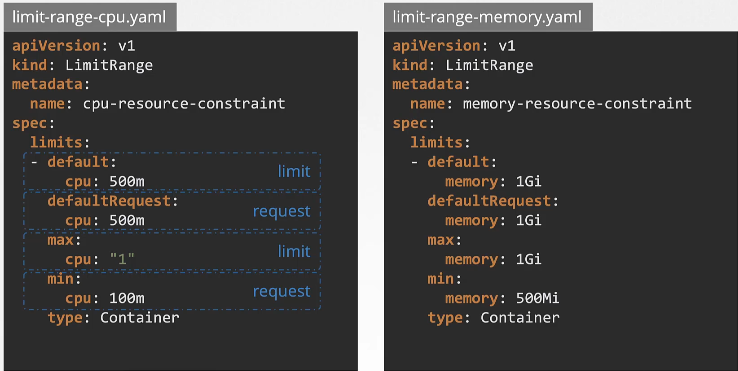 limit-range-cpu.yaml
apiVersion: v1
kind: LimitRange
metadata:
  name: cpu-resource-constraint
spec:
  limits:
  - default:
      cpu: 500m
limit
    defaultRequest:
      cpu: 500m
request
    max:
      cpu: "1"
limit
    min:
      cpu: 100m
request
    type: Container
limit-range-memory.yaml
apiVersion: v1
kind: LimitRange
metadata:
  name: memory-resource-constraint
spec:
  limits:
  - default:
      memory: 1Gi
    defaultRequest:
      memory: 1Gi
    max:
      memory: 1Gi
    min:
      memory: 500Mi
    type: Container